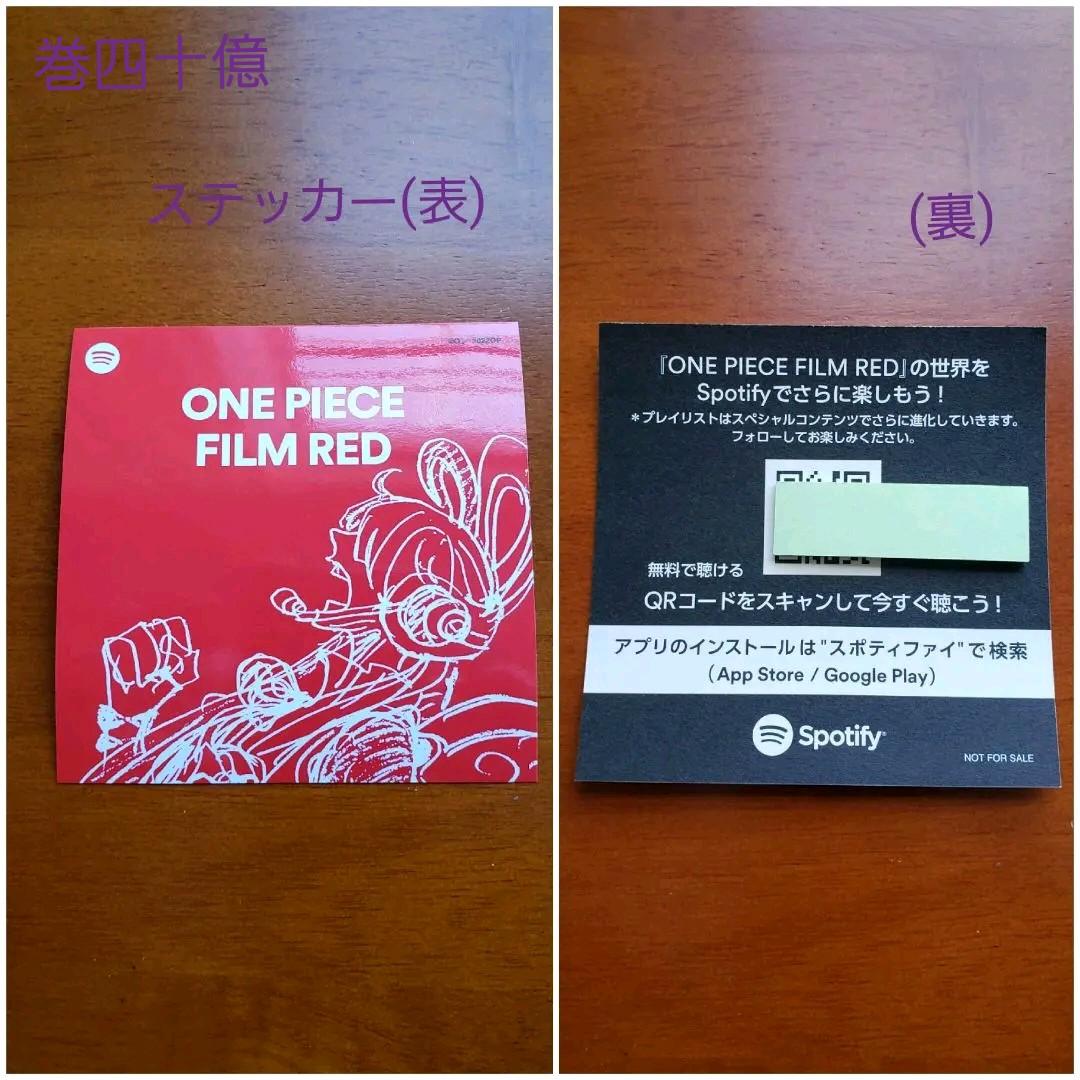 巻四十億
ステッカー(表)
ONE PIECE
FILM RED
(裏)
『ONE PIECE FILM RED』の世界を
Spotifyでさらに楽しもう！
＊プレイリストはスペシャルコンテンツでさらに進化していきます。
フォローしてお楽しみください。
無料で聴ける
QRコードをスキャンして今すぐ聴こう！
アプリのインストールは"スポティファイ"で検索
（App Store / Google Play）
Spotify
NOT FOR SALE